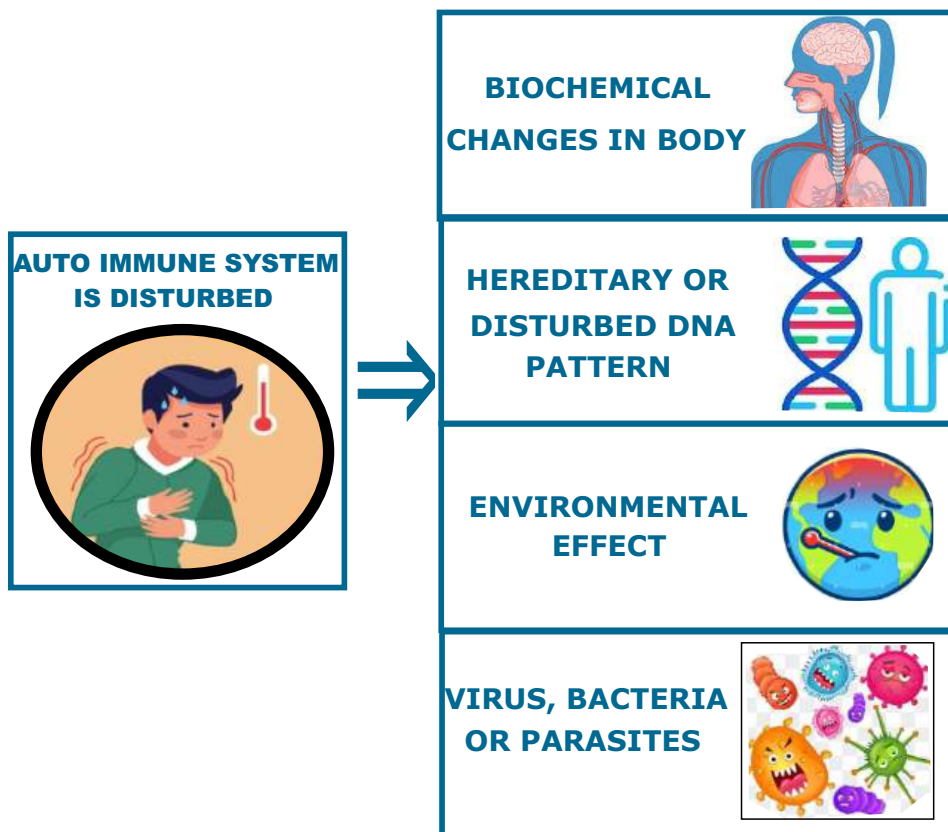 AUTO IMMUNE SYSTEM
IS DISTURBED
BIOCHEMICAL
CHANGES IN BODY
HEREDITARY OR
DISTURBED DNA
PATTERN
ENVIRONMENTAL
EFFECT
VIRUS, BACTERIA
OR PARASITES